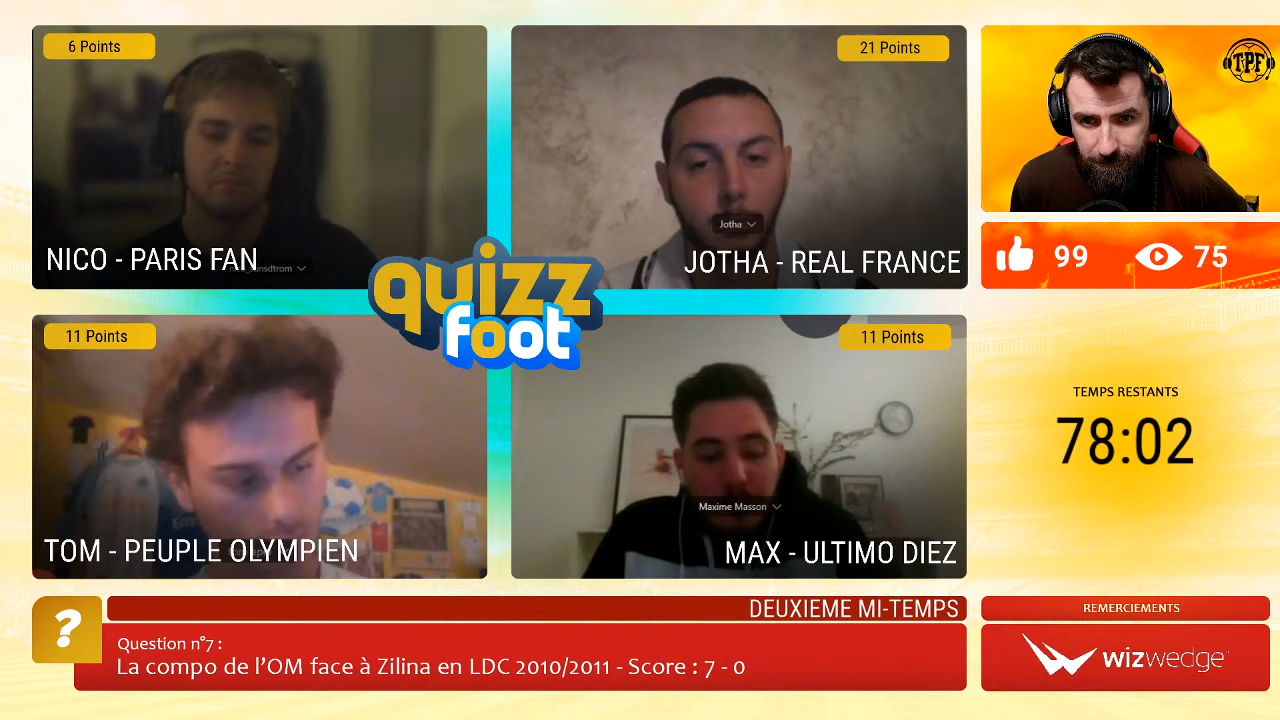 6 Points
21 Points
TPF
Jotha
NICO - PARIS FAN
JOTHA - REAL FRANCE
99
75
quizz
foot
11 Points
11 Points
TEMPS RESTANTS
78:02
Maxime Masson
TOM - PEUPLE OLYMPIEN
MAX - ULTIMO DIEZ
?
DEUXIEME MI-TEMPS
REMERCIEMENTS
Question n°7 :
La compo de l'OM face à Zilina en LDC 2010/2011 - Score : 7 - 0
wizwedge